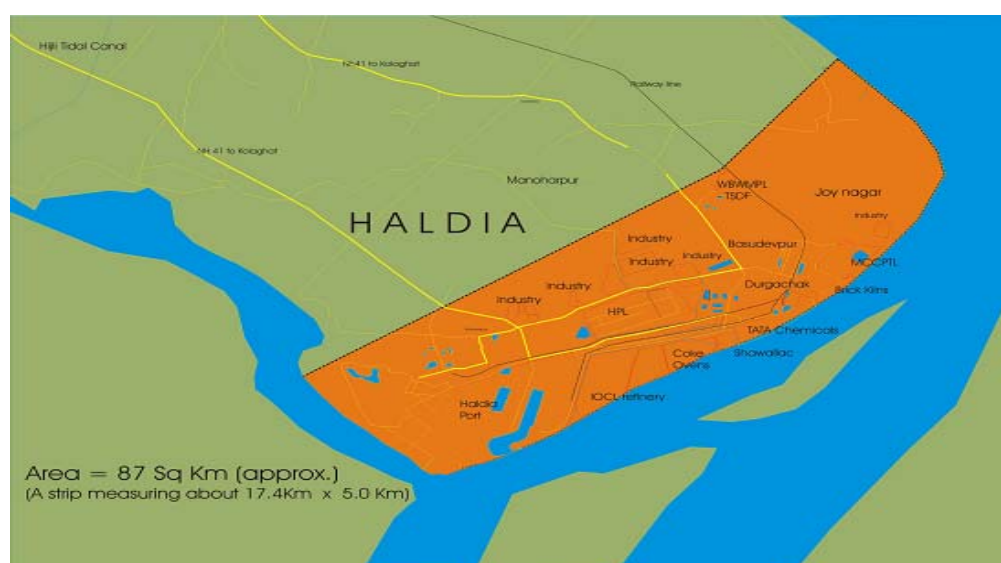 Hijli Tidal Canal
NH 41 to Kolaghat
Railway line
NH 41 to Kolaghat
Manoharpur
WBWMPL
TSDF
Joy nagar
HALDIA
Industry
Industry
Basudevpur
Industry
Industry
MCCPTL
Industry
Durgachak
Brick Kilns
Industry
HPL
TATA Chemicals
Coke
Ovens
Shawallac
IOCL refinery
Haldia
Port
Area = 87 Sq Km (approx.)
(A strip measuring about 17.4Km x 5.0 Km)